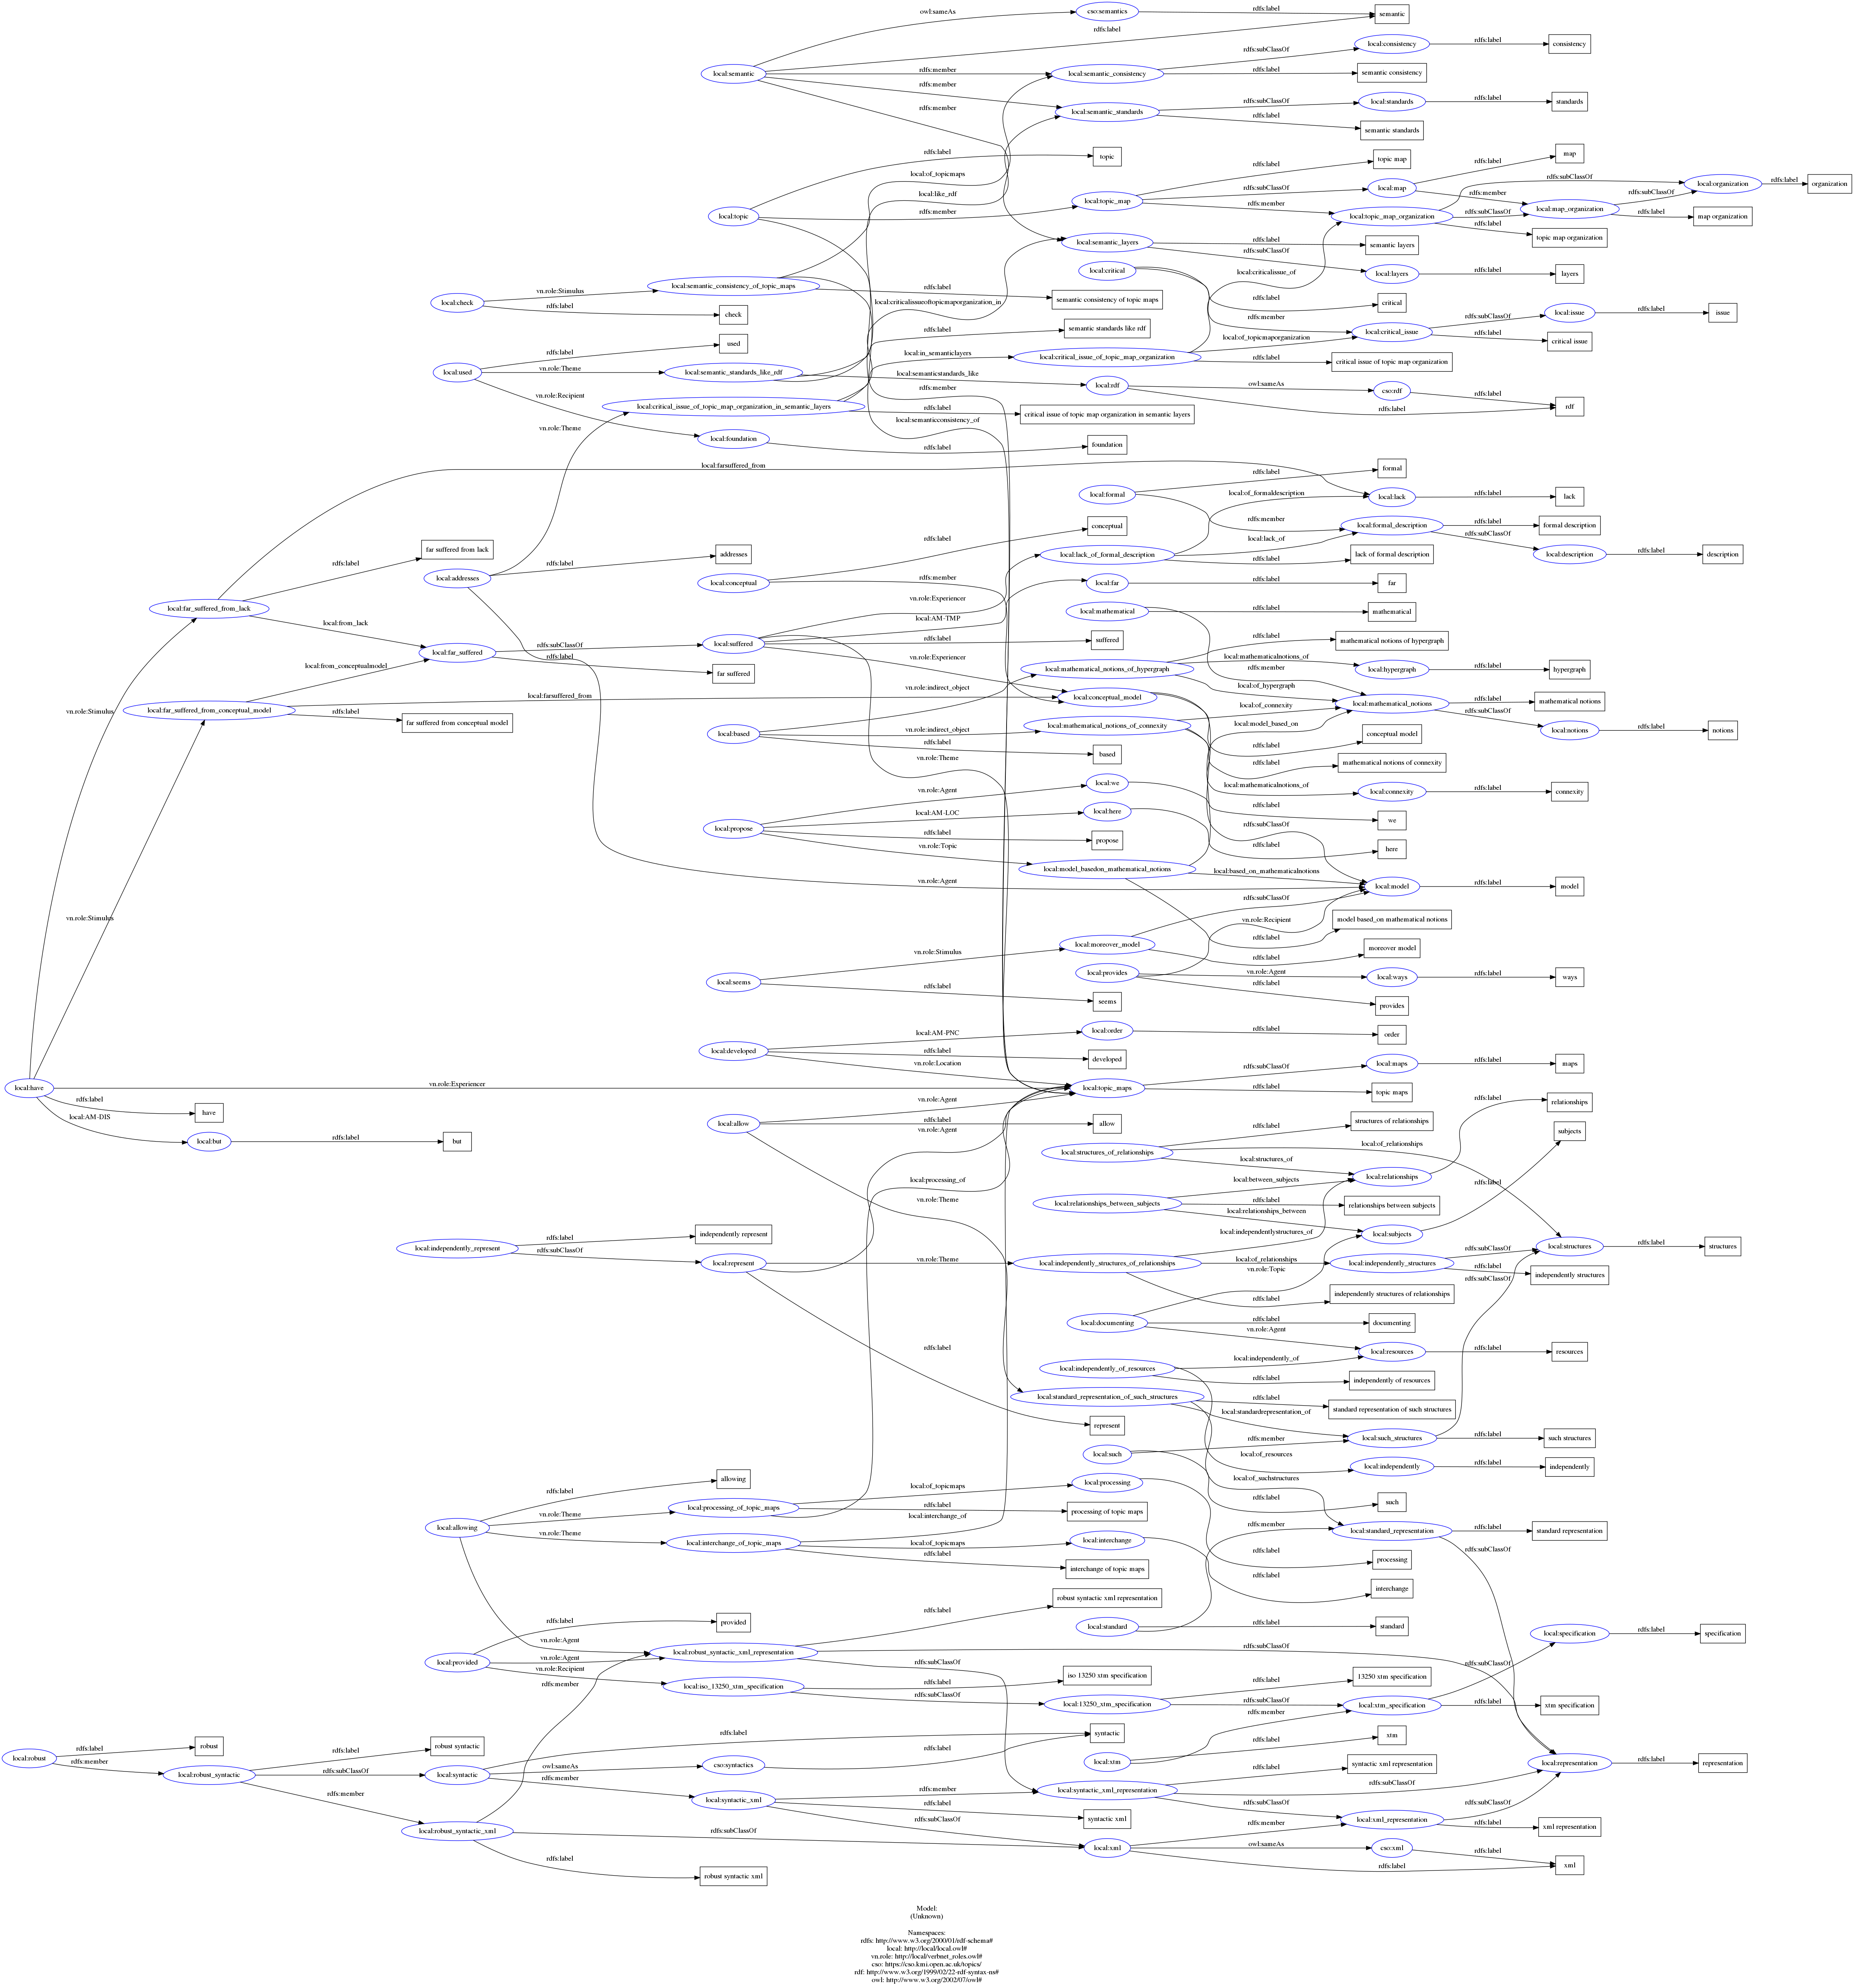 owl:sameAs
cso:semantics
rdfs:label
semantic
rdfs:label
local:semantic
rdfs:subClassOf
local:consistency
rdfs:label
consistency
rdfs:member
local:semantic_consistency
rdfs:label
semantic consistency
rdfs:member
rdfs:member
local:semantic_standards
rdfs:subClassOf
local:standards
rdfs:label
standards
rdfs:label
semantic standards
rdfs:label
topic
local:of_topicmaps
local:like_rdf
local:topic
rdfs:member
local:topic_map
rdfs:label
topic map
rdfs:subClassOf
local:map
rdfs:label
map
rdfs:member
rdfs:member
local:topic_map_organization
rdfs:subClassOf
rdfs:subClassOf
local:map_organization
rdfs:subClassOf
local:organization
rdfs:label
organization
rdfs:label
map organization
rdfs:label
topic map organization
local:semantic_layers
rdfs:label
semantic layers
rdfs:subClassOf
local:layers
rdfs:label
layers
local:critical
local:criticalissue_of
rdfs:label
critical
local:check
vn.role:Stimulus
local:semantic_consistency_of_topic_maps
rdfs:label
semantic consistency of topic maps
rdfs:label
check
local:criticalissueoftopicmaporganization_in
rdfs:member
local:critical_issue
rdfs:subClassOf
local:issue
rdfs:label
issue
rdfs:label
critical issue
rdfs:label
semantic standards like rdf
local:of_topicmaporganization
local:used
rdfs:label
used
vn.role:Theme
local:semantic_standards_like_rdf
local:in_semanticlayers
local:critical_issue_of_topic_map_organization
rdfs:label
critical issue of topic map organization
local:semanticstandards_like
local:rdf
owl:sameAs
cso:rdf
rdfs:label
rdfs:label
rdf
rdfs:member
vn.role:Recipient
local:critical_issue_of_topic_map_organization_in_semantic_layers
rdfs:label
critical issue of topic map organization in semantic layers
local:semanticconsistency_of
vn.role:Theme
local:foundation
rdfs:label
foundation
local:farsuffered_from
local:formal
rdfs:label
formal
local:of_formaldescription
local:lack
rdfs:label
lack
rdfs:member
local:formal_description
rdfs:label
formal description
rdfs:subClassOf
local:description
rdfs:label
description
rdfs:label
conceptual
local:lack_of
local:lack_of_formal_description
rdfs:label
lack of formal description
rdfs:label
far suffered from lack
local:addresses
rdfs:label
addresses
local:conceptual
rdfs:member
local:far
rdfs:label
far
local:far_suffered_from_lack
vn.role:Experiencer
local:AM-TMP
local:mathematical
rdfs:label
mathematical
local:from_lack
local:far_suffered
rdfs:subClassOf
local:suffered
rdfs:label
suffered
rdfs:label
far suffered
local:from_conceptualmodel
vn.role:Experiencer
rdfs:label
mathematical notions of hypergraph
local:mathematical_notions_of_hypergraph
local:mathematicalnotions_of
local:hypergraph
rdfs:label
hypergraph
rdfs:member
local:of_hypergraph
vn.role:indirect_object
local:farsuffered_from
local:conceptual_model
local:mathematical_notions
rdfs:label
mathematical notions
rdfs:subClassOf
local:notions
rdfs:label
notions
vn.role:Stimulus
local:far_suffered_from_conceptual_model
rdfs:label
far suffered from conceptual model
local:of_connexity
local:model_based_on
local:based
vn.role:indirect_object
local:mathematical_notions_of_connexity
rdfs:label
conceptual model
rdfs:label
based
rdfs:label
mathematical notions of connexity
vn.role:Theme
local:we
local:mathematicalnotions_of
local:connexity
rdfs:label
connexity
vn.role:Agent
local:here
rdfs:label
we
local:propose
local:AM-LOC
rdfs:label
propose
rdfs:subClassOf
rdfs:label
here
vn.role:Topic
local:model_basedon_mathematical_notions
local:based_on_mathematicalnotions
vn.role:Agent
local:model
rdfs:label
model
rdfs:subClassOf
vn.role:Stimulus
vn.role:Recipient
rdfs:label
model based_on mathematical notions
local:moreover_model
rdfs:label
moreover model
vn.role:Stimulus
local:seems
rdfs:label
seems
local:provides
vn.role:Agent
local:ways
rdfs:label
ways
rdfs:label
provides
local:AM-PNC
local:order
rdfs:label
order
local:developed
rdfs:label
developed
vn.role:Location
local:have
vn.role:Experiencer
local:topic_maps
rdfs:subClassOf
local:maps
rdfs:label
maps
rdfs:label
topic maps
rdfs:label
have
local:AM-DIS
local:but
rdfs:label
but
local:allow
vn.role:Agent
rdfs:label
allow
vn.role:Agent
rdfs:label
relationships
rdfs:label
structures of relationships
local:structures_of_relationships
local:of_relationships
local:structures_of
subjects
local:processing_of
vn.role:Theme
local:between_subjects
local:relationships
rdfs:label
local:relationships_between_subjects
rdfs:label
relationships between subjects
local:relationships_between
local:independentlystructures_of
local:subjects
local:independently_represent
rdfs:label
independently represent
rdfs:subClassOf
local:represent
vn.role:Theme
local:independently_structures_of_relationships
local:of_relationships
local:independently_structures
rdfs:subClassOf
local:structures
rdfs:label
structures
rdfs:label
independently structures
vn.role:Topic
rdfs:label
independently structures of relationships
rdfs:subClassOf
local:documenting
rdfs:label
documenting
vn.role:Agent
local:resources
rdfs:label
resources
rdfs:label
local:independently_of_resources
local:independently_of
rdfs:label
independently of resources
local:standard_representation_of_such_structures
rdfs:label
standard representation of such structures
local:standardrepresentation_of
represent
local:such
rdfs:member
local:such_structures
rdfs:label
such structures
local:of_resources
local:independently
rdfs:label
independently
local:of_suchstructures
rdfs:label
such
rdfs:label
allowing
local:allowing
vn.role:Theme
local:processing_of_topic_maps
local:of_topicmaps
local:processing
rdfs:label
processing of topic maps
local:interchange_of
vn.role:Theme
local:interchange_of_topic_maps
local:of_topicmaps
local:interchange
rdfs:label
interchange of topic maps
rdfs:member
local:standard_representation
rdfs:label
standard representation
rdfs:subClassOf
rdfs:label
processing
rdfs:label
interchange
rdfs:label
robust syntactic xml representation
rdfs:label
provided
local:standard
rdfs:label
standard
vn.role:Agent
local:robust_syntactic_xml_representation
rdfs:subClassOf
local:specification
rdfs:label
specification
local:provided
vn.role:Agent
rdfs:subClassOf
vn.role:Recipient
local:iso_13250_xtm_specification
rdfs:label
iso 13250 xtm specification
rdfs:subClassOf
local:13250_xtm_specification
rdfs:label
13250 xtm specification
rdfs:subClassOf
rdfs:subClassOf
local:xtm_specification
rdfs:label
xtm specification
rdfs:member
rdfs:member
rdfs:label
syntactic
rdfs:label
xtm
local:xtm
local:robust
rdfs:label
robust
rdfs:member
local:robust_syntactic
rdfs:label
robust syntactic
rdfs:subClassOf
local:syntactic
owl:sameAs
cso:syntactics
rdfs:label
rdfs:label
syntactic xml representation
local:representation
rdfs:label
representation
rdfs:member
local:syntactic_xml
rdfs:member
local:syntactic_xml_representation
rdfs:subClassOf
rdfs:subClassOf
rdfs:label
syntactic xml
rdfs:subClassOf
rdfs:member
local:robust_syntactic_xml
rdfs:subClassOf
local:xml
rdfs:member
local:xml_representation
rdfs:subClassOf
rdfs:label
xml representation
owl:sameAs
cso:xml
rdfs:label
rdfs:label
xml
rdfs:label
robust syntactic xml
Model:
(Unknown)
Namespaces:
rdfs: http://www.w3.org/2000/01/rdf-schema#
local: http://local/local.owl#
vn.role: http://local/verbnet_roles.owl#
cso: https://cso.kmi.open.ac.uk/topics/
rdf: http://www.w3.org/1999/02/22-rdf-syntax-ns#
owl: http://www.w3.org/2002/07/owl#